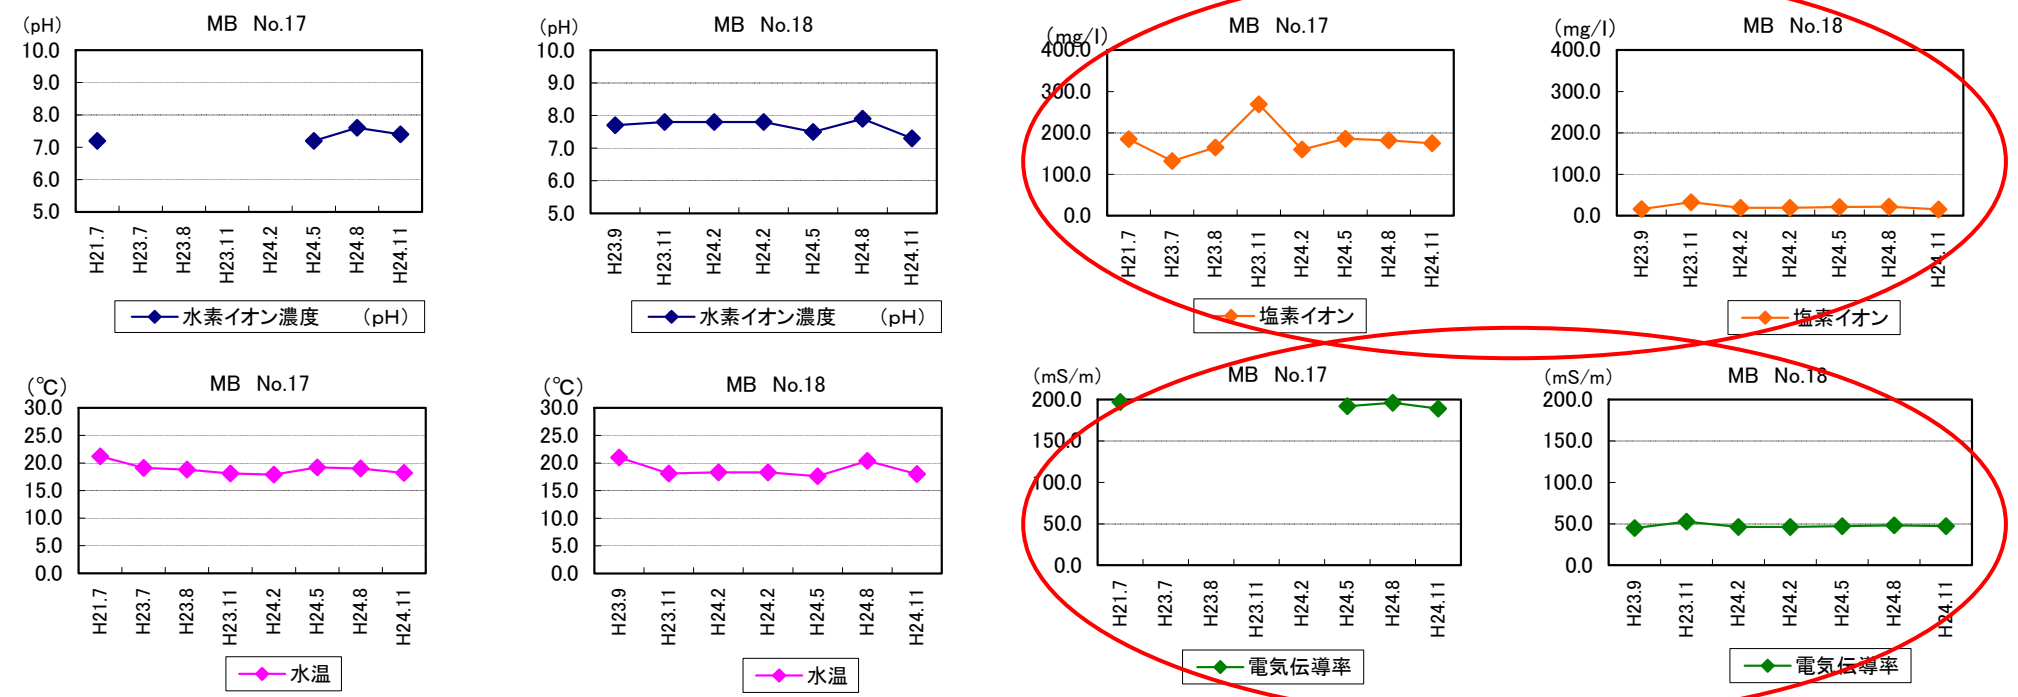 (pH)
MB No.17
10.0
9.0
8.0
7.0
6.0
5.0
H21.7
H23.7
H23.8
H23.11
H24.2
H24.5
H24.8
H24.11
水素イオン濃度 (pH)
(pH)
MB No.18
10.0
9.0
8.0
7.0
6.0
5.0
H23.9
H23.11
H24.2
H24.2
H24.5
H24.8
H24.11
水素イオン濃度 (pH)
(mg/l)
MB No.17
400.0
300.0
200.0
100.0
0.0
H21.7
H23.7
H23.8
H23.11
H24.2
H24.5
H24.8
H24.11
塩素イオン
(mg/l)
MB No.18
400.0
300.0
200.0
100.0
0.0
H23.9
H23.11
H24.2
H24.2
H24.5
H24.8
H24.11
塩素イオン
(℃)
MB No.17
30.0
25.0
20.0
15.0
10.0
5.0
0.0
H21.7
H23.7
H23.8
H23.11
H24.2
H24.5
H24.8
H24.11
水温
(℃)
MB No.18
30.0
25.0
20.0
15.0
10.0
5.0
0.0
H23.9
H23.11
H24.2
H24.2
H24.5
H24.8
H24.11
水温
(mS/m)
MB No.17
200.0
150.0
100.0
50.0
0.0
H21.7
H23.7
H23.8
H23.11
H24.2
H24.5
H24.8
H24.11
電気伝導率
(mS/m)
MB No.18
200.0
150.0
100.0
50.0
0.0
H23.9
H23.11
H24.2
H24.2
H24.5
H24.8
H24.11
電気伝導率